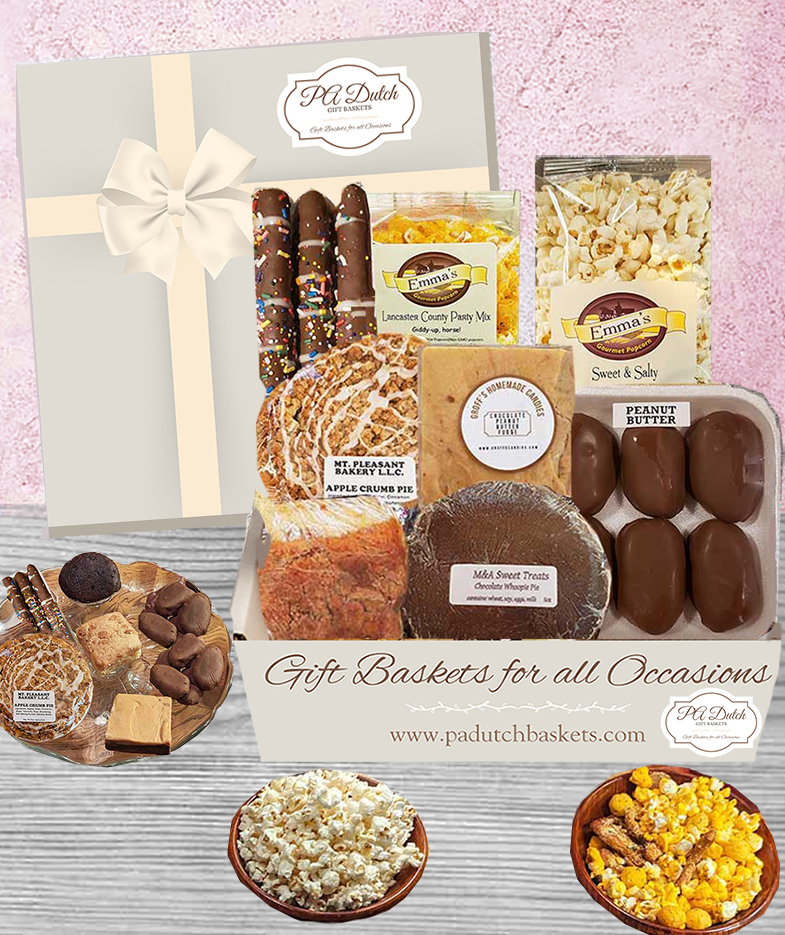 PA Dutch
GIFT BASKETS
Gift Baskets for all Occasions
Emma's
Gourmet Popcorn
Lancaster County Party Mix
Giddy-up, horse!
Emma's
Gourmet Popcorn
Sweet & Salty
GROFF'S HOMEMADE CANDIES
CHOCOLATE
PEANUT
BUTTER
FUDGE
WWW.GROFFSCANDIES.COM
PEANUT
BUTTER
MT. PLEASANT
BAKERY L.L.C.
APPLE CRUMB PIE
M&A Sweet Treats
Chocolate Whoopie Pie
contains wheat, soy, eggs, milk
Gift Baskets for all Occasions
www.padutchbaskets.com
PA Dutch
GIFT BASKETS
Gift Baskets for all Occasions
MT. PLEASANT
BAKERY L.L.C.
APPLE CRUMB PIE